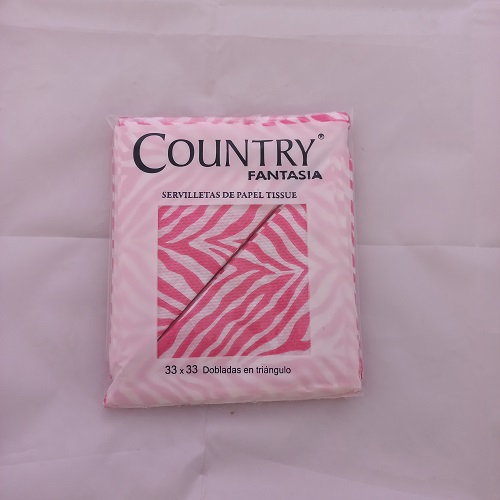 COUNTRY®
FANTASIA
SERVILLETAS DE PAPEL TISSUE
33 x 33 Dobladas en triángulo